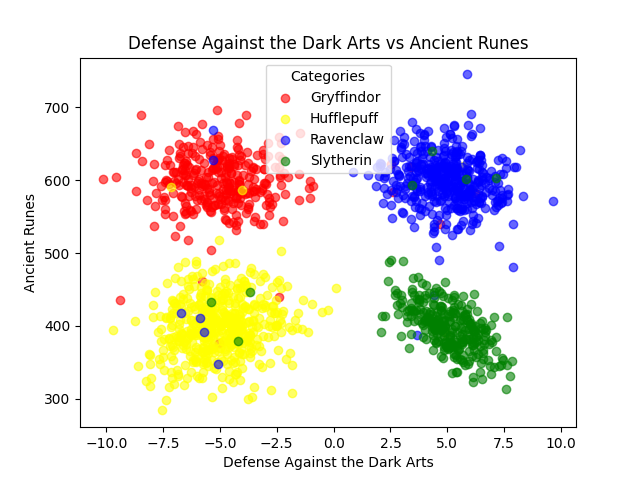 Defense Against the Dark Arts vs Ancient Runes
Categories
Gryffindor
Hufflepuff
Ravenclaw
Slytherin
700
600
500
400
300
Ancient Runes
−10.0 −7.5 −5.0 −2.5 0.0 2.5 5.0 7.5 10.0
Defense Against the Dark Arts